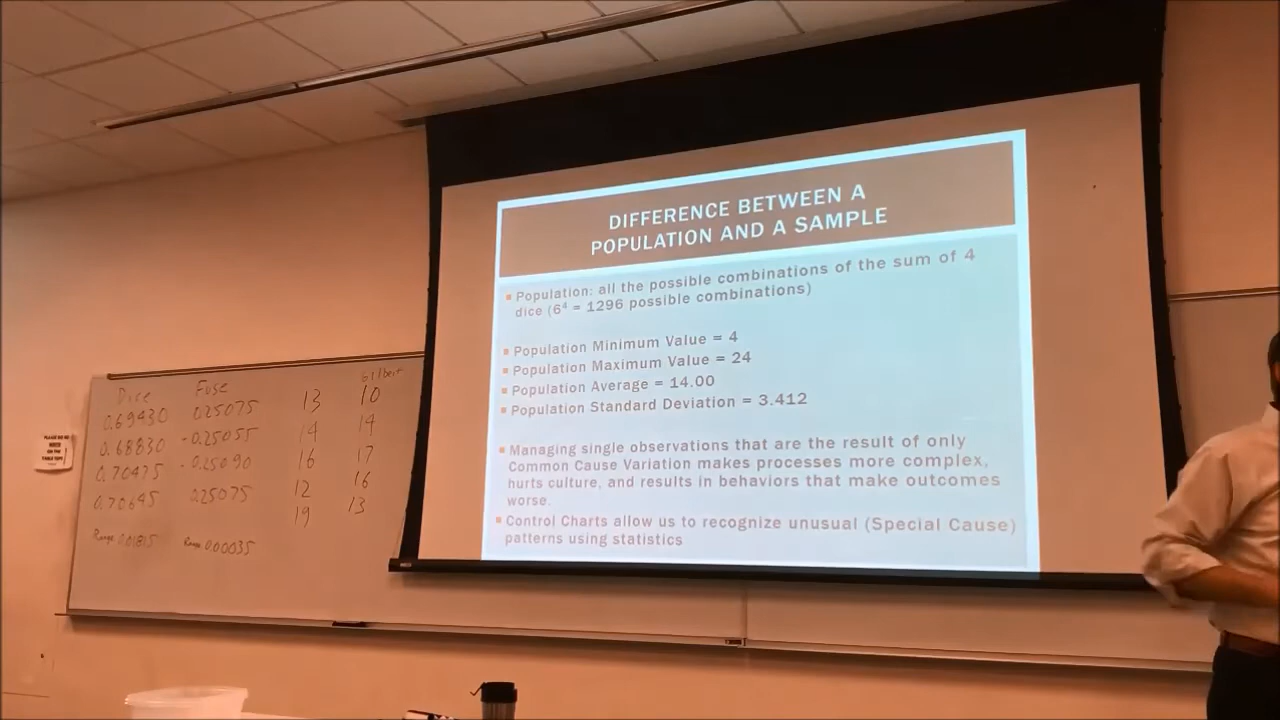 DIFFERENCE BETWEEN A
POPULATION AND A SAMPLE
Population: all the possible combinations of the sum of 4
dice (6⁴ = 1296 possible combinations)
Population Minimum Value = 4
Population Maximum Value = 24
Population Average = 14.00
Population Standard Deviation = 3.412
Managing single observations that are the result of only
Common Cause Variation makes processes more complex,
hurts culture, and results in behaviors that make outcomes
worse.
Control Charts allow us to recognize unusual (Special Cause)
patterns using statistics
Dice Fuse Gilbert
0.69430 0.25075 13 10
0.68830 0.25055 14 14
0.70475 0.25090 16 17
0.70645 0.25075 12 16
19 13
Range 0.01815 Range 0.00035